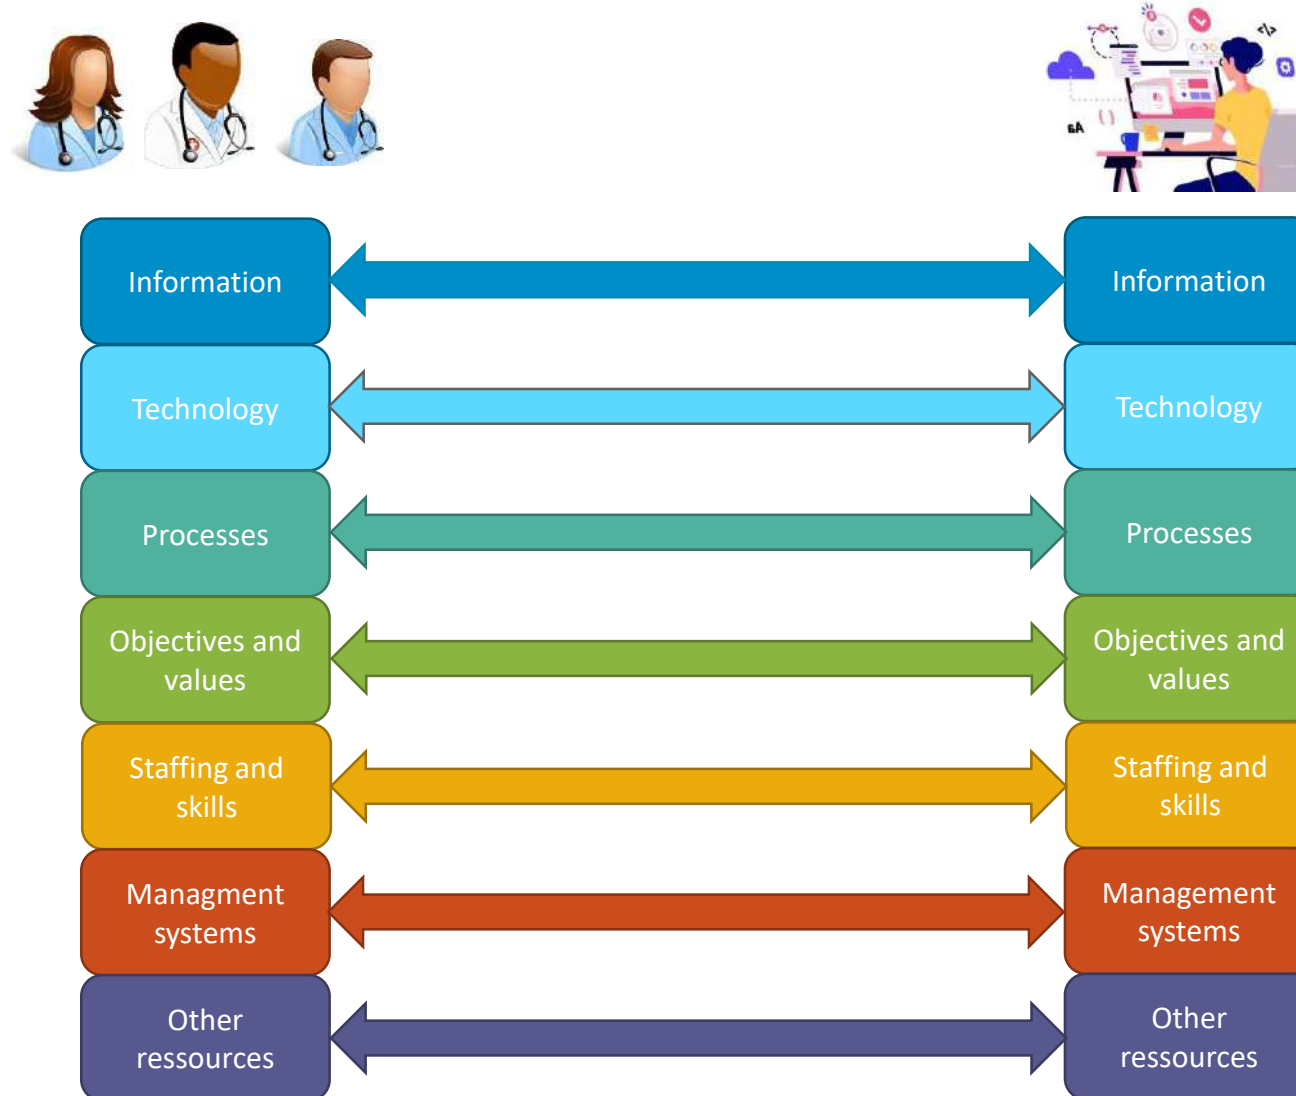 </>
Aa
{ }
Information
Information
Technology
Technology
Processes
Processes
Objectives and
values
Objectives and
values
Staffing and
skills
Staffing and
skills
Managment
systems
Management
systems
Other
ressources
Other
ressources